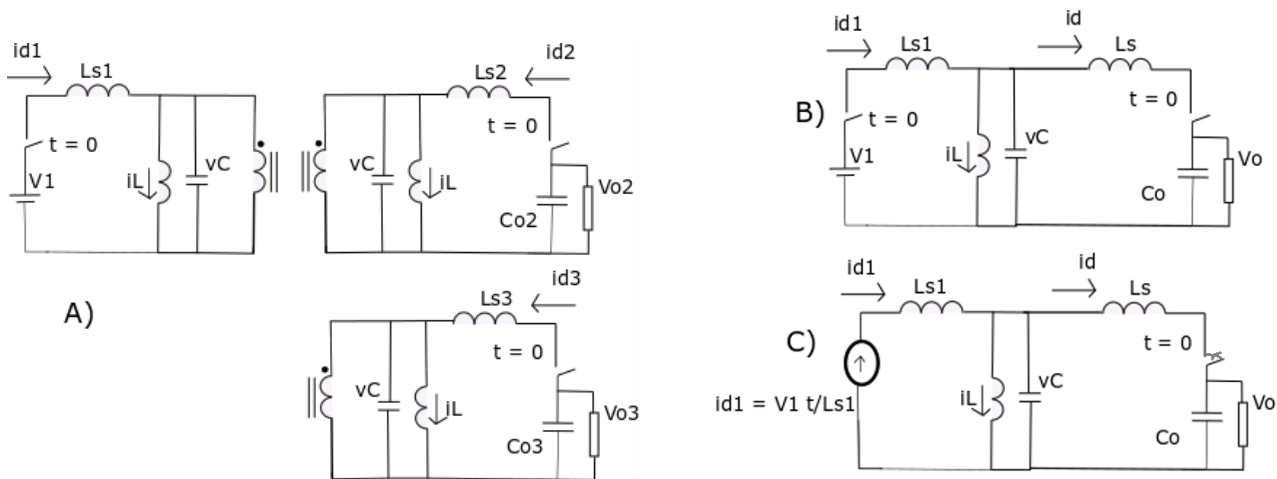 id1
Ls1
t = 0
V1
iL
vC
id2
Ls2
t = 0
vC
iL
Co2
Vo2
A)
id3
Ls3
t = 0
vC
iL
Co3
Vo3
B)
id1
Ls1
id
Ls
t = 0
t = 0
V1
iL
vC
Co
Vo
C)
id1
Ls1
id
Ls
t = 0
id1 = V1 t/Ls1
iL
vC
Co
Vo